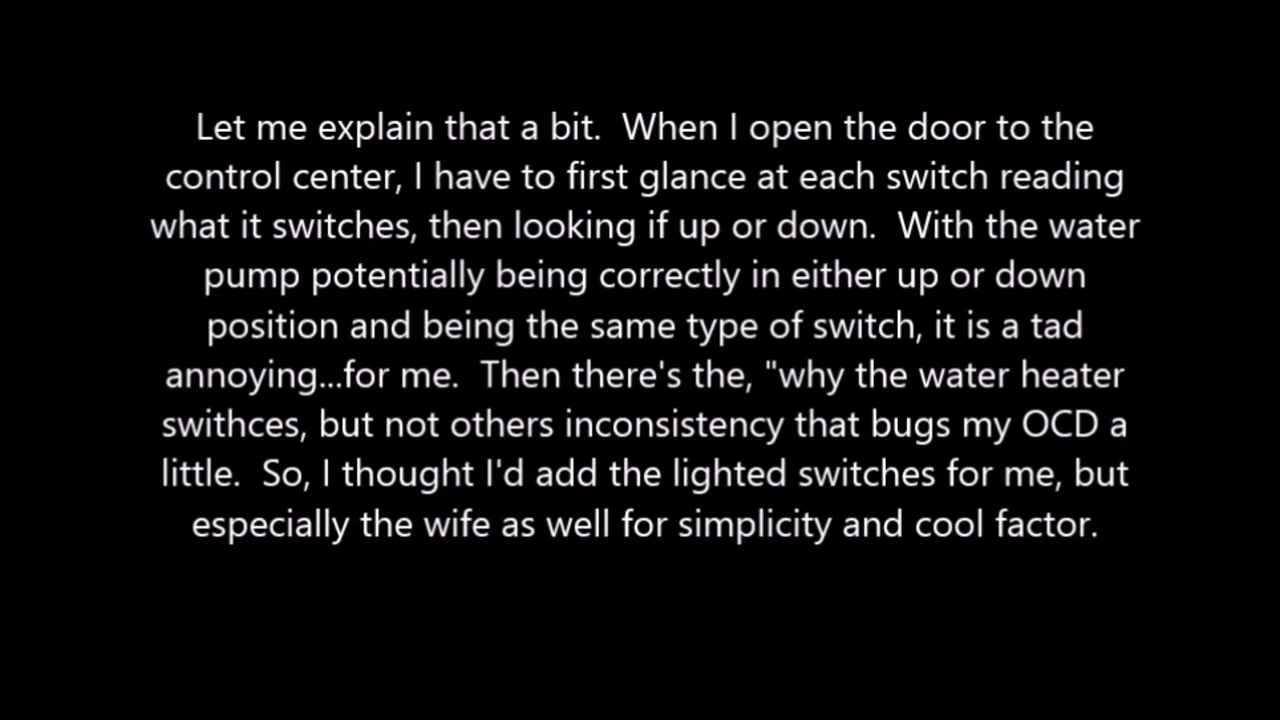 Let me explain that a bit.  When I open the door to the
control center, I have to first glance at each switch reading
what it switches, then looking if up or down.  With the water
pump potentially being correctly in either up or down
position and being the same type of switch, it is a tad
annoying...for me.  Then there's the, "why the water heater
swithces, but not others inconsistency that bugs my OCD a
little.  So, I thought I'd add the lighted switches for me, but
especially the wife as well for simplicity and cool factor.